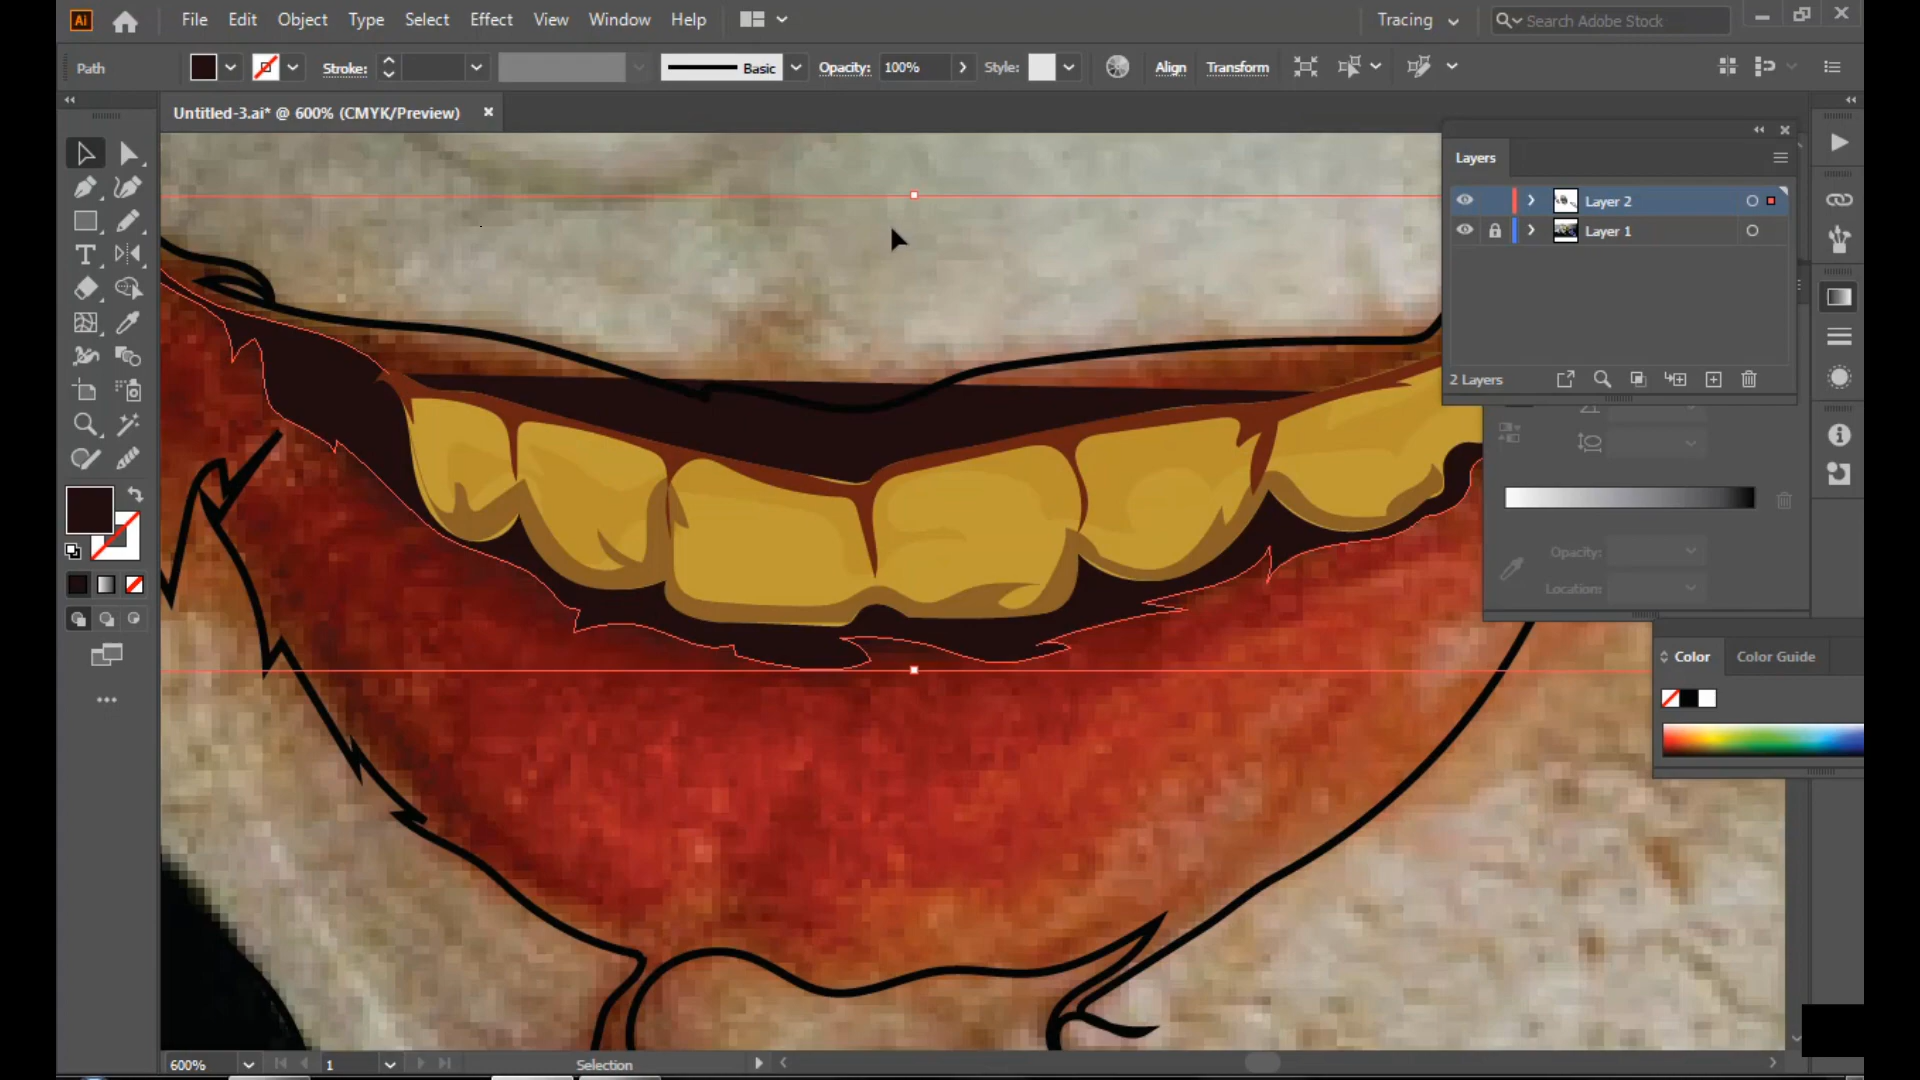 Ai File Edit Object Type Select Effect View Window Help Tracing Search Adobe Stock
Path Stroke: Basic Opacity: 100% Style: Align Transform
Untitled-3.ai* @ 600% (CMYK/Preview)
Layers
Layer 2
Layer 1
2 Layers
Opacity:
Location:
Color Color Guide
600% 1 Selection